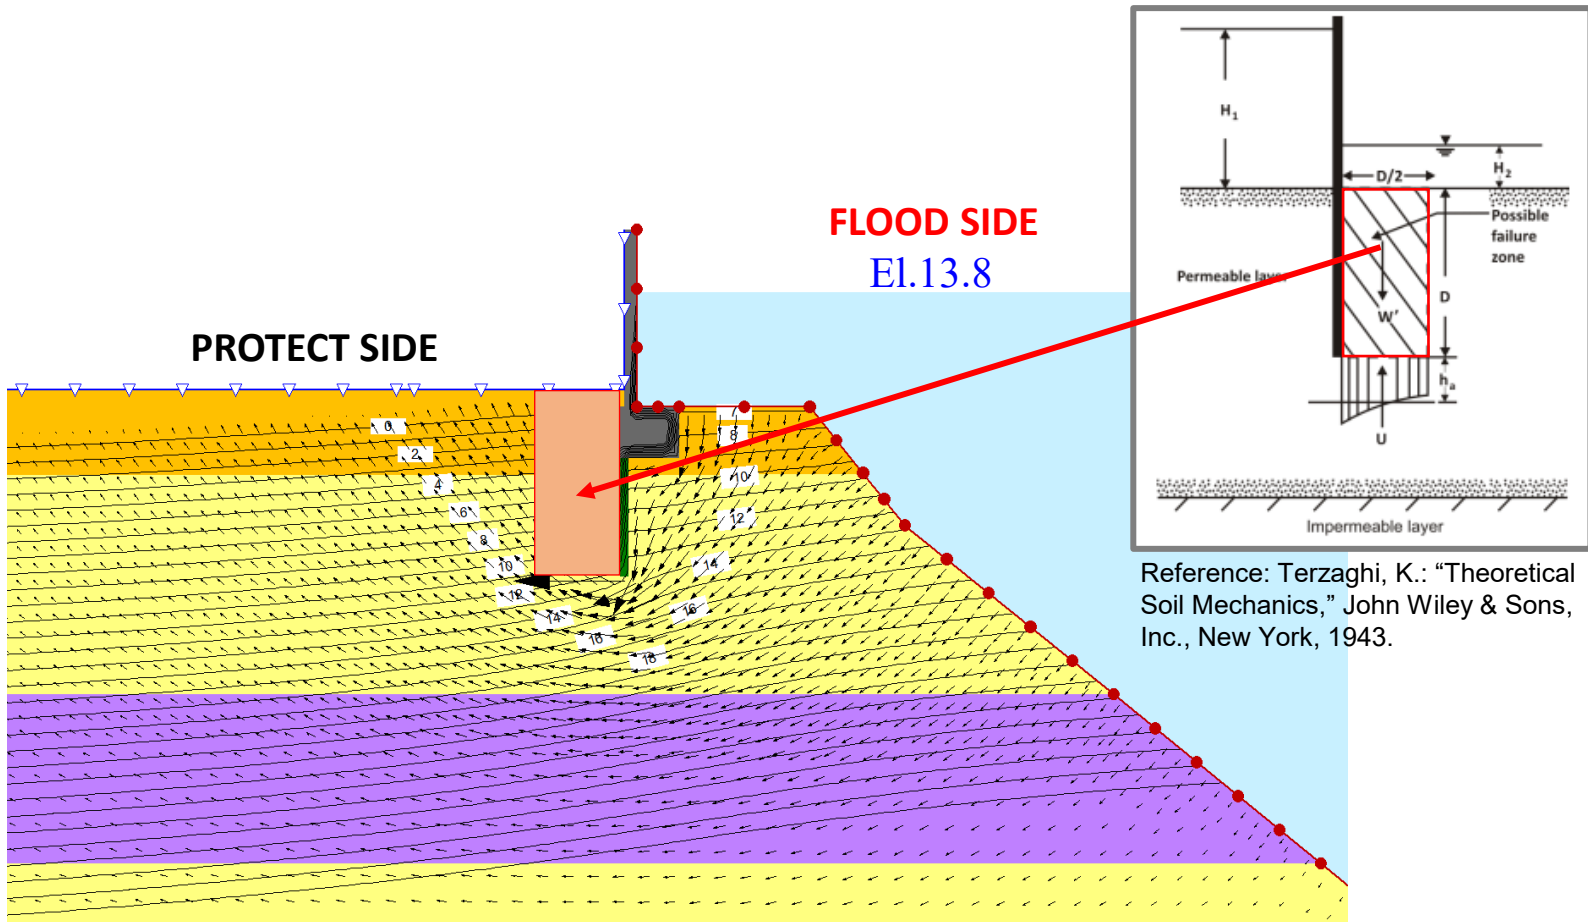 FLOOD SIDE
El.13.8
PROTECT SIDE
0
2
4
6
8
10
12
14
16
18
7
8
10
12
14
16
H1
H2
D/2
Possible
failure
zone
Permeable layer
D
W'
ha
U
Impermeable layer
Reference: Terzaghi, K.: “Theoretical
Soil Mechanics,” John Wiley & Sons,
Inc., New York, 1943.